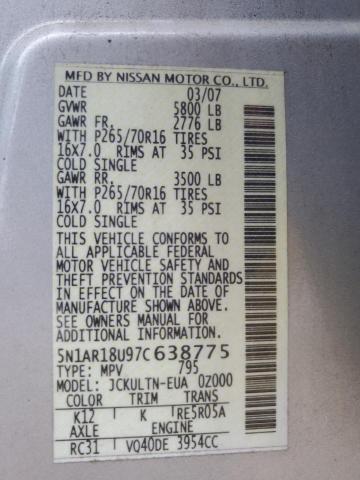 MFD BY NISSAN MOTOR CO., LTD.
DATE 03/07
GVWR 5800 LB
GAWR FR. 2776 LB
WITH P265/70R16 TIRES
16X7.0 RIMS AT 35 PSI
COLD SINGLE
GAWR RR. 3500 LB
WITH P265/70R16 TIRES
16X7.0 RIMS AT 35 PSI
COLD SINGLE
THIS VEHICLE CONFORMS TO
ALL APPLICABLE FEDERAL
MOTOR VEHICLE SAFETY AND
THEFT PREVENTION STANDARDS
IN EFFECT ON THE DATE OF
MANUFACTURE SHOWN ABOVE.
SEE OWNERS MANUAL FOR
ADDITIONAL INFORMATION.
5N1AR18U97C638775
TYPE: MPV 795
MODEL: JCKULTN-EUA 0Z000
COLOR TRIM TRANS
K12 K RE5R05A
AXLE ENGINE
RC31 VQ40DE 3954CC